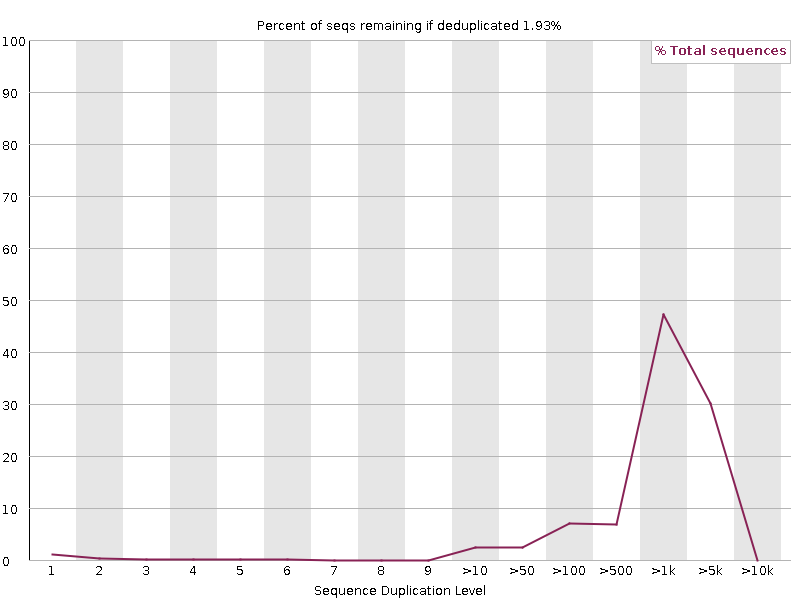 Percent of seqs remaining if deduplicated 1.93%
% Total sequences
100
90
80
70
60
50
40
30
20
10
0
1 2 3 4 5 6 7 8 9 >10 >50 >100 >500 >1k >5k >10k
Sequence Duplication Level